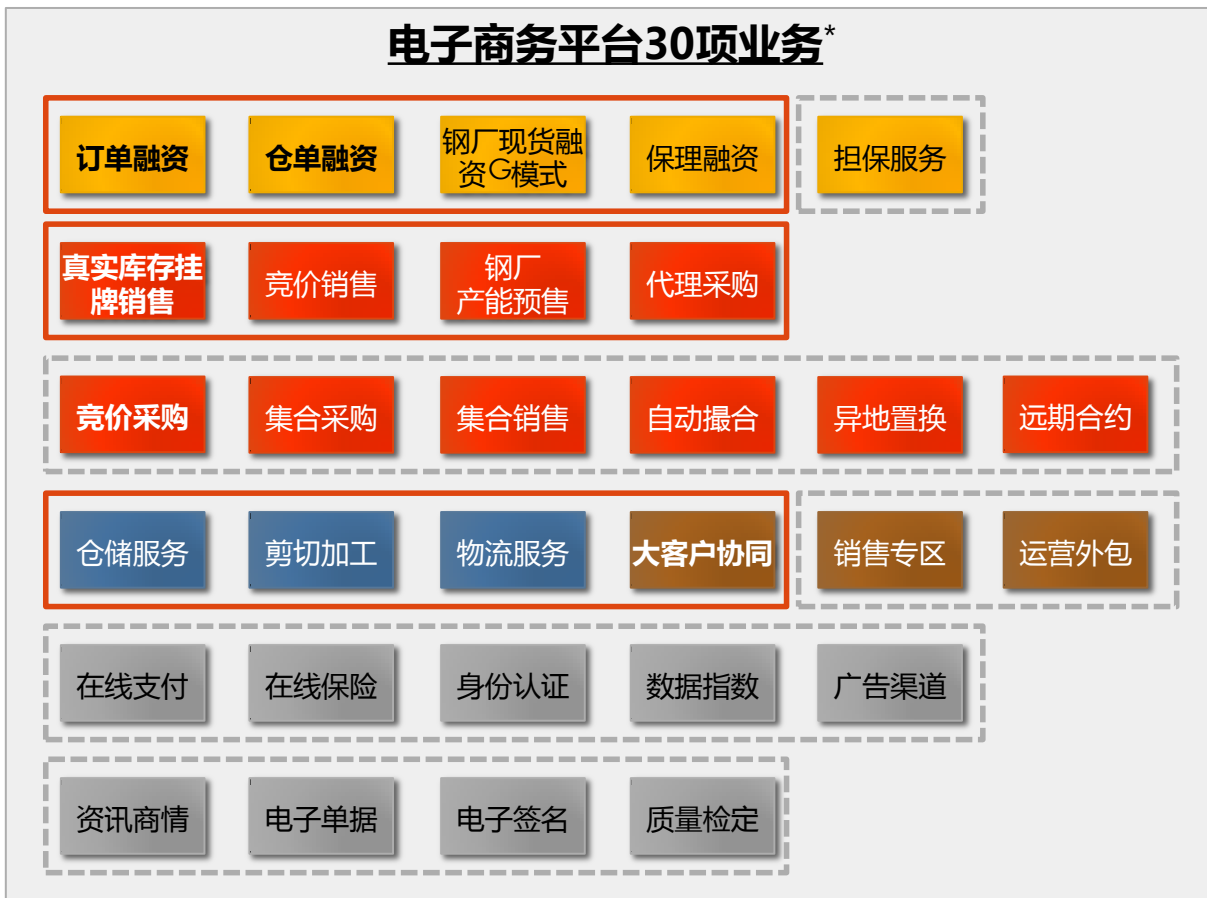 电子商务平台30项业务*
订单融资
仓单融资
钢厂现货融
资G模式
保理融资
担保服务
真实库存挂
牌销售
竞价销售
钢厂
产能预售
代理采购
竞价采购
集合采购
集合销售
自动撮合
异地置换
远期合约
仓储服务
剪切加工
物流服务
大客户协同
销售专区
运营外包
在线支付
在线保险
身份认证
数据指数
广告渠道
资讯商情
电子单据
电子签名
质量检定